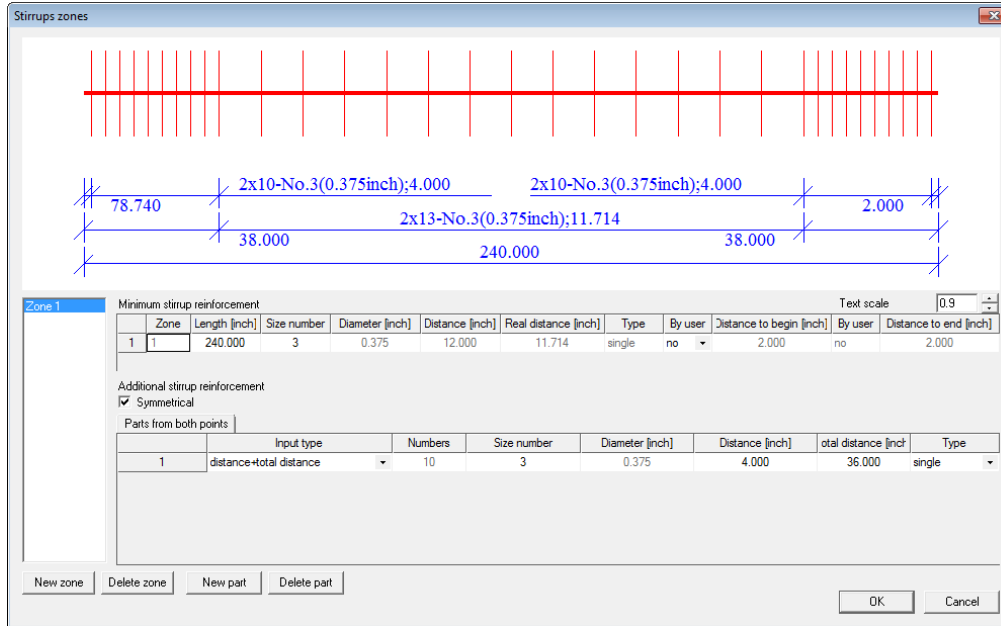 Stirrups zones
2x10-No.3(0.375inch);4.000 2x10-No.3(0.375inch);4.000
78.740 2.000
2x13-No.3(0.375inch);11.714
38.000 38.000
240.000
Zone 1
Minimum stirrup reinforcement Text scale 0.9
Zone Length [inch] Size number Diameter [inch] Distance [inch] Real distance [inch] Type By user Distance to begin [inch] By user Distance to end [inch]
1 1 240.000 3 0.375 12.000 11.714 single no 2.000 no 2.000
Additional stirrup reinforcement
Symmetrical
Parts from both points
Input type Numbers Size number Diameter [inch] Distance [inch] otal distance [inch Type
1 distance+total distance 10 3 0.375 4.000 36.000 single
New zone Delete zone New part Delete part
OK Cancel